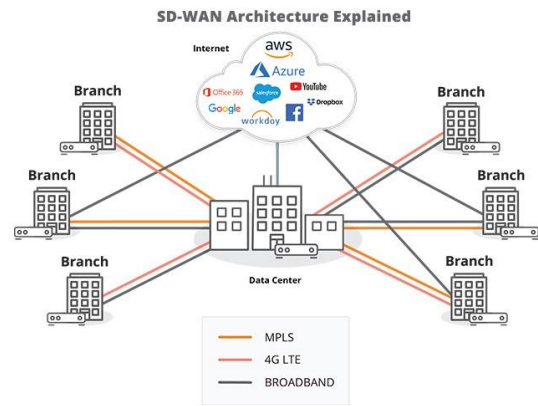 SD-WAN Architecture Explained
Internet
aws
Azure
Office 365
salesforce
YouTube
Google
workday
Dropbox
Branch
Branch
Branch
Branch
Branch
Branch
Data Center
MPLS
4G LTE
BROADBAND